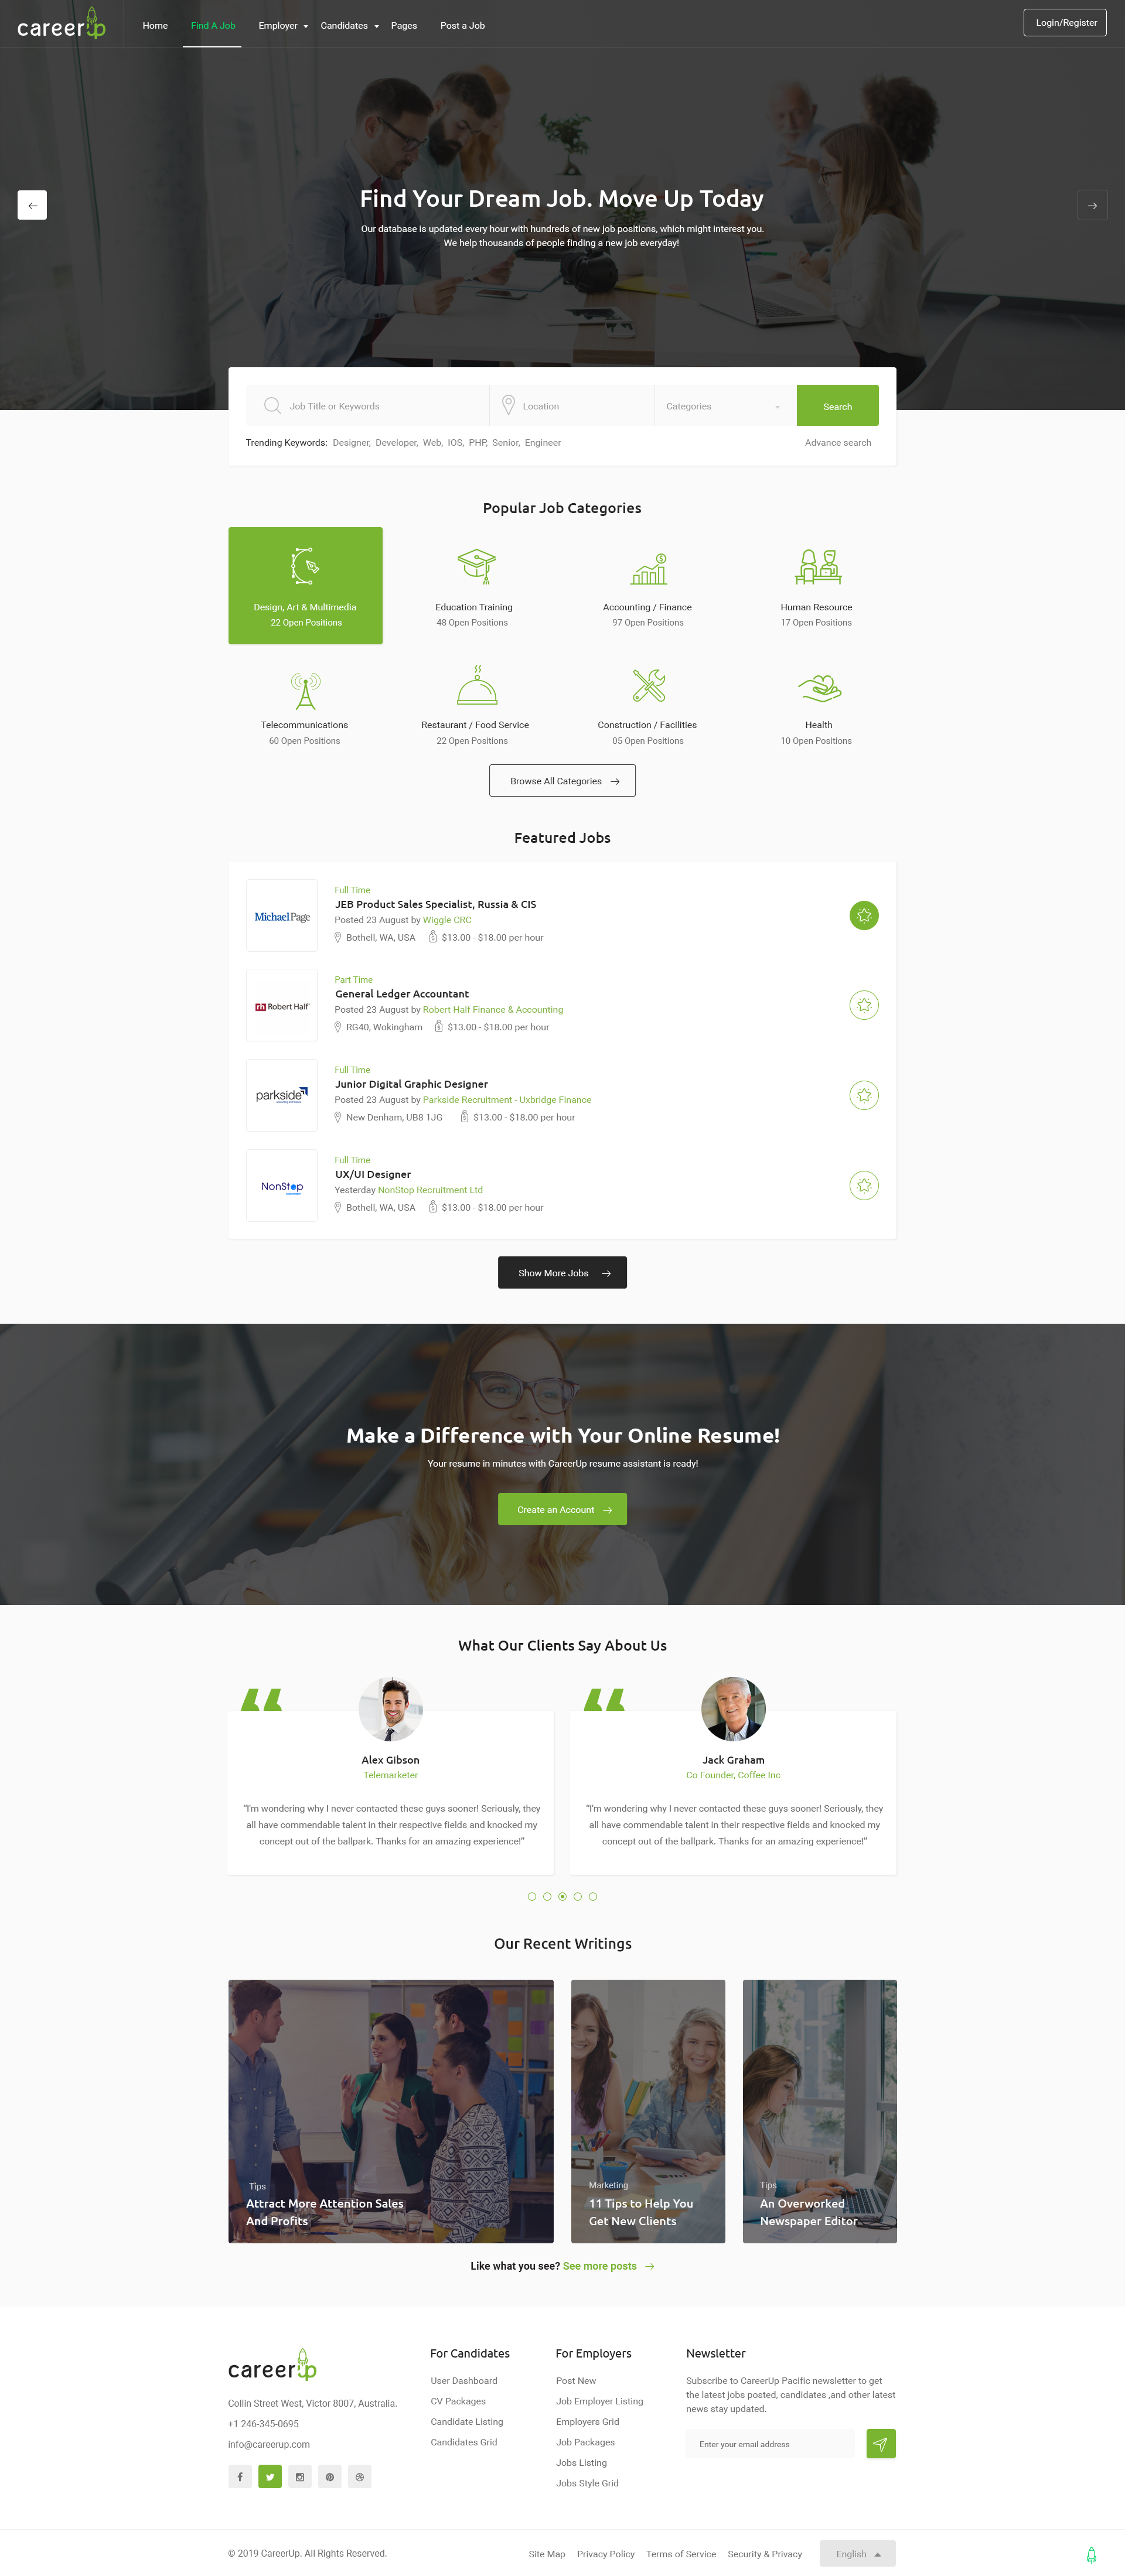 careerup
Home Find A Job Employer Candidates Pages Post a Job
Login/Register
Find Your Dream Job. Move Up Today
Our database is updated every hour with hundreds of new job positions, which might interest you.
We help thousands of people finding a new job everyday!
Job Title or Keywords Location Categories Search
Trending Keywords: Designer, Developer, Web, IOS, PHP, Senior, Engineer Advance search
Popular Job Categories
Design, Art & Multimedia
22 Open Positions
Education Training
48 Open Positions
Accounting / Finance
97 Open Positions
Human Resource
17 Open Positions
Telecommunications
60 Open Positions
Restaurant / Food Service
22 Open Positions
Construction / Facilities
05 Open Positions
Health
10 Open Positions
Browse All Categories
Featured Jobs
Michael Page
Full Time
JEB Product Sales Specialist, Russia & CIS
Posted 23 August by Wiggle CRC
Bothell, WA, USA $13.00 - $18.00 per hour
rh Robert Half
Part Time
General Ledger Accountant
Posted 23 August by Robert Half Finance & Accounting
RG40, Wokingham $13.00 - $18.00 per hour
parkside
Full Time
Junior Digital Graphic Designer
Posted 23 August by Parkside Recruitment - Uxbridge Finance
New Denham, UB8 1JG $13.00 - $18.00 per hour
NonStop
Full Time
UX/UI Designer
Yesterday NonStop Recruitment Ltd
Bothell, WA, USA $13.00 - $18.00 per hour
Show More Jobs
Make a Difference with Your Online Resume!
Your resume in minutes with CareerUp resume assistant is ready!
Create an Account
What Our Clients Say About Us
Alex Gibson
Telemarketer
“I’m wondering why I never contacted these guys sooner! Seriously, they
all have commendable talent in their respective fields and knocked my
concept out of the ballpark. Thanks for an amazing experience!”
Jack Graham
Co Founder, Coffee Inc
“I’m wondering why I never contacted these guys sooner! Seriously, they
all have commendable talent in their respective fields and knocked my
concept out of the ballpark. Thanks for an amazing experience!”
Our Recent Writings
Tips
Attract More Attention Sales
And Profits
Marketing
11 Tips to Help You
Get New Clients
Tips
An Overworked
Newspaper Editor
Like what you see? See more posts
careerup
Collin Street West, Victor 8007, Australia.
+1 246-345-0695
info@careerup.com
For Candidates
User Dashboard
CV Packages
Candidate Listing
Candidates Grid
For Employers
Post New
Job Employer Listing
Employers Grid
Job Packages
Jobs Listing
Jobs Style Grid
Newsletter
Subscribe to CareerUp Pacific newsletter to get
the latest jobs posted, candidates ,and other latest
news stay updated.
Enter your email address
© 2019 CareerUp. All Rights Reserved.
Site Map Privacy Policy Terms of Service Security & Privacy English